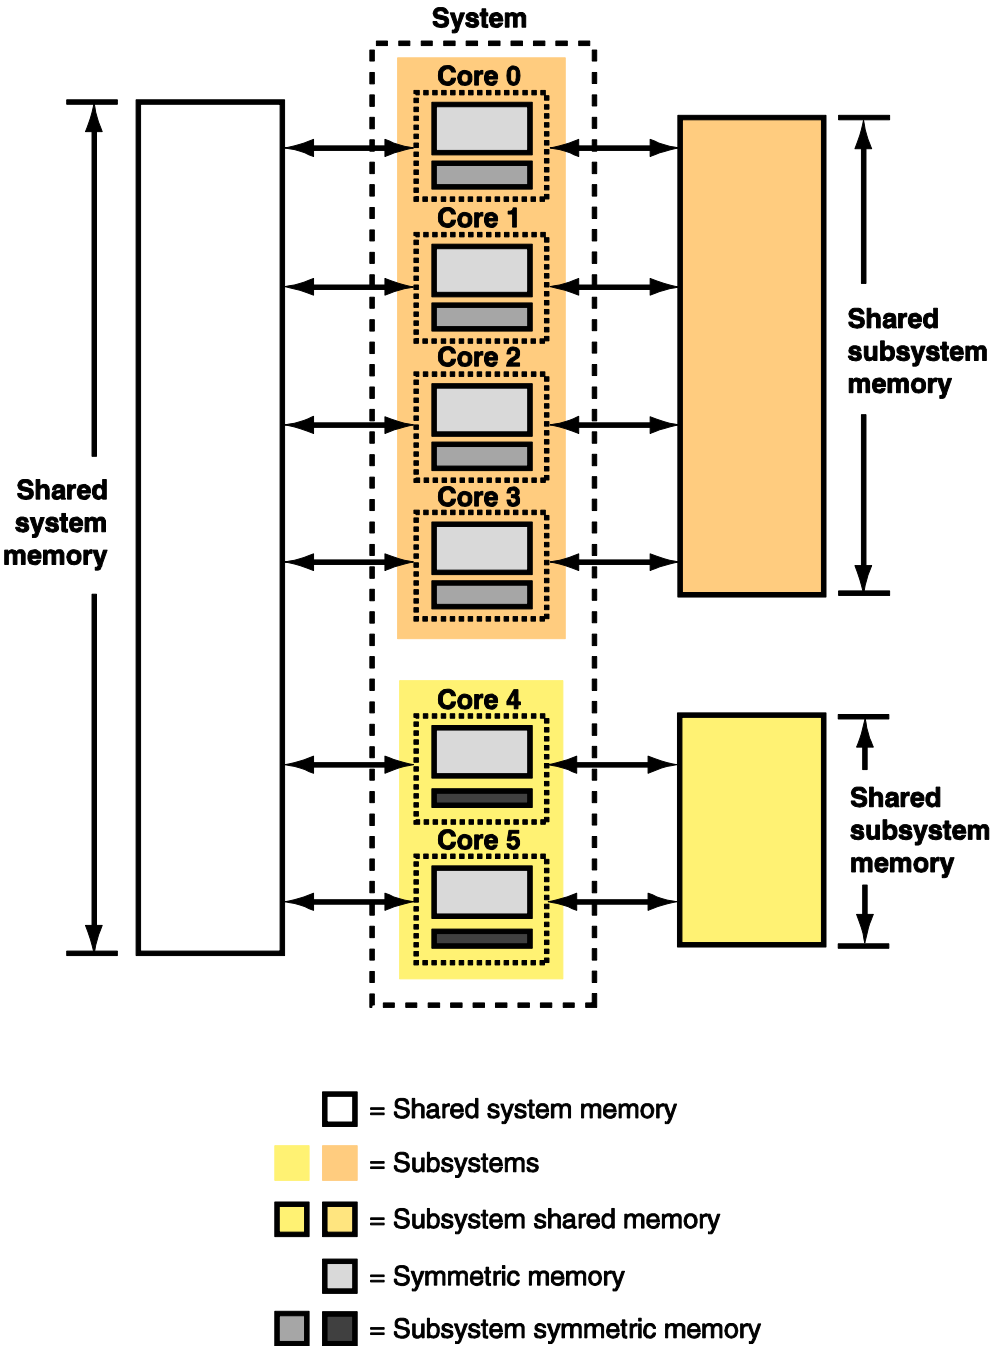 System
Core 0
Core 1
Core 2
Core 3
Core 4
Core 5
Shared
system
memory
Shared
subsystem
memory
Shared
subsystem
memory
= Shared system memory
= Subsystems
= Subsystem shared memory
= Symmetric memory
= Subsystem symmetric memory